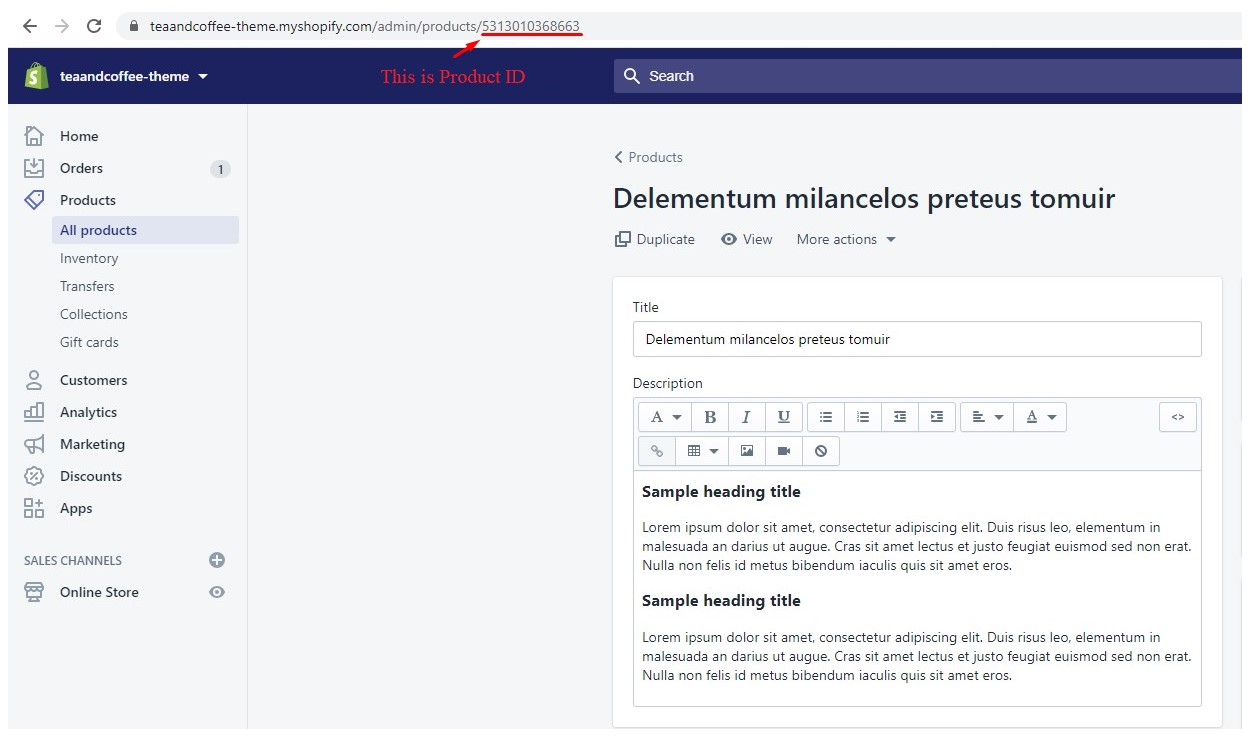 teaandcoffee-theme.myshopify.com/admin/products/5313010368663
This is Product ID
teaandcoffee-theme
Search
Home
Orders 1
Products
All products
Inventory
Transfers
Collections
Gift cards
Customers
Analytics
Marketing
Discounts
Apps
SALES CHANNELS
Online Store
Products
Delementum milancelos preteus tomuir
Duplicate View More actions
Title
Delementum milancelos preteus tomuir
Description
A B I U A <>
Sample heading title
Lorem ipsum dolor sit amet, consectetur adipiscing elit. Duis risus leo, elementum in
malesuada an darius ut augue. Cras sit amet lectus et justo feugiat euismod sed non erat.
Nulla non felis id metus bibendum iaculis quis sit amet eros.
Sample heading title
Lorem ipsum dolor sit amet, consectetur adipiscing elit. Duis risus leo, elementum in
malesuada an darius ut augue. Cras sit amet lectus et justo feugiat euismod sed non erat.
Nulla non felis id metus bibendum iaculis quis sit amet eros.